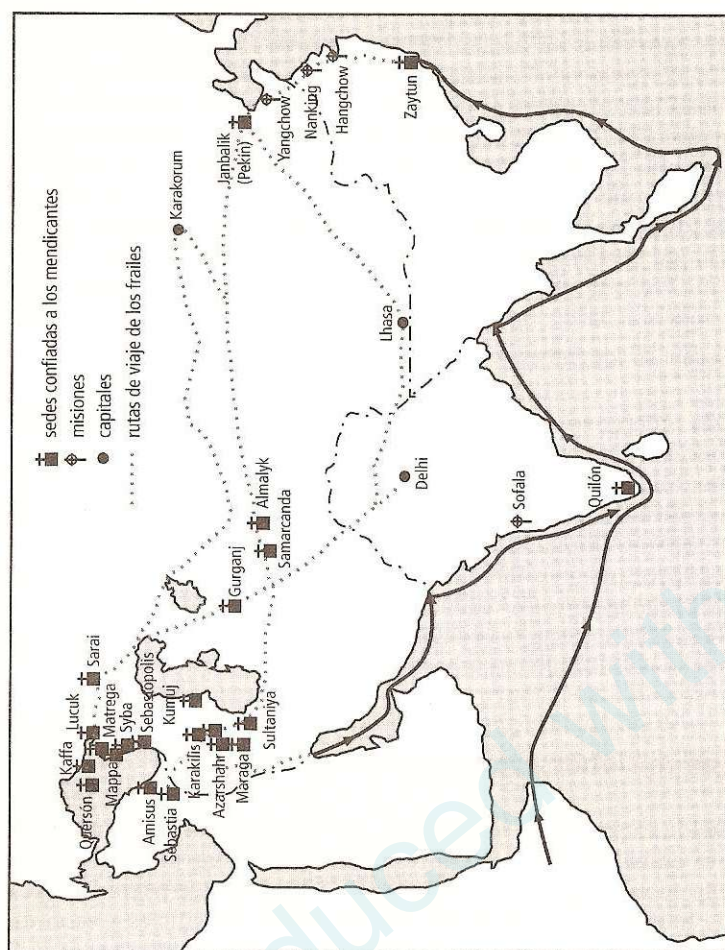 sedes confiadas a los mendicantes
misiones
capitales
rutas de viaje de los frailes
Karakorum
Janbalik
(Pekín)
Yangchow
Nanking
Hangchow
Zaytun
Lhasa
Almalyk
Samarcanda
Gurganj
Delhi
Sofala
Quilón
Sarai
Lucuk
Kaffa
Quersón
Matrega
Mappa
Syba
Sebastopolis
Kumuj
Amisus
Sebastia
Karakilis
Azarshahr
Maraga
Sultaniya
duced with